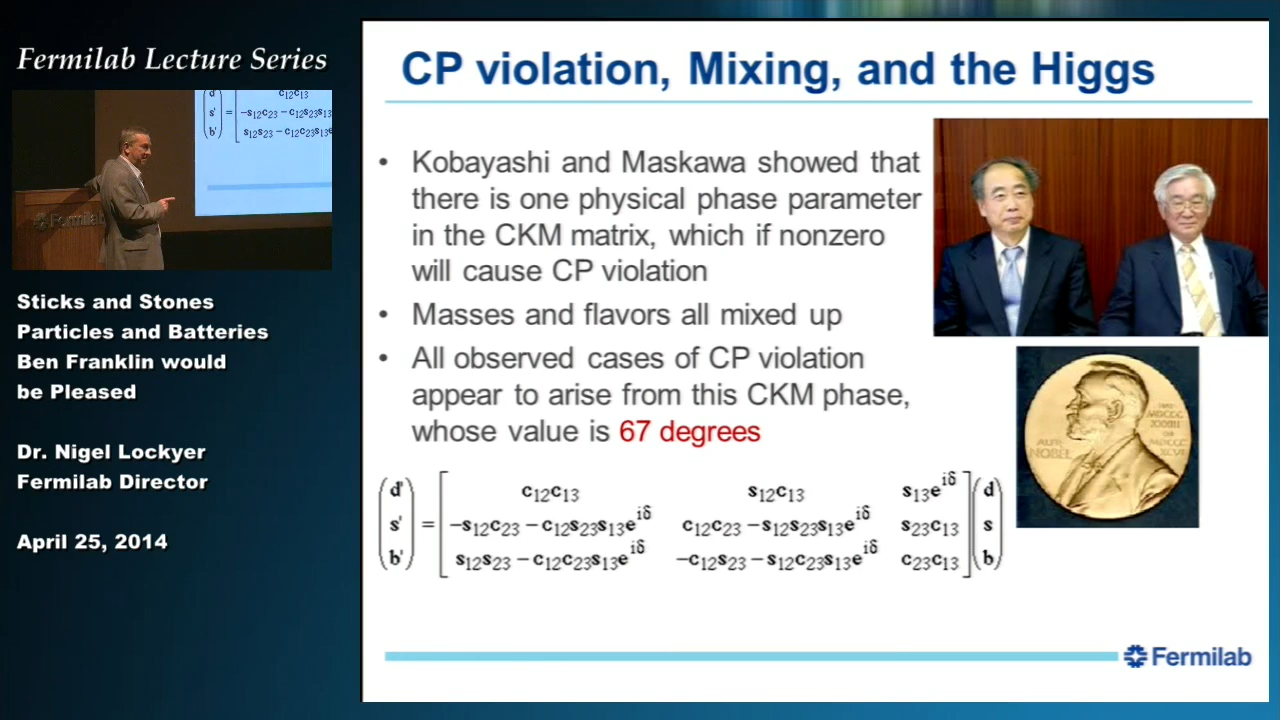 Fermilab Lecture Series
Sticks and Stones
Particles and Batteries
Ben Franklin would
be Pleased
Dr. Nigel Lockyer
Fermilab Director
April 25, 2014
CP violation, Mixing, and the Higgs
• Kobayashi and Maskawa showed that
there is one physical phase parameter
in the CKM matrix, which if nonzero
will cause CP violation
• Masses and flavors all mixed up
• All observed cases of CP violation
appear to arise from this CKM phase,
whose value is 67 degrees
d' c₁₂c₁₃ s₁₂c₁₃ s₁₃e^iδ d
s' = −s₁₂c₂₃ − c₁₂s₂₃s₁₃e^iδ c₁₂c₂₃ − s₁₂s₂₃s₁₃e^iδ s₂₃c₁₃ s
b' s₁₂s₂₃ − c₁₂c₂₃s₁₃e^iδ −c₁₂s₂₃ − s₁₂c₂₃s₁₃e^iδ c₂₃c₁₃ b
ALFR
NOBEL
Fermilab
Fermilab